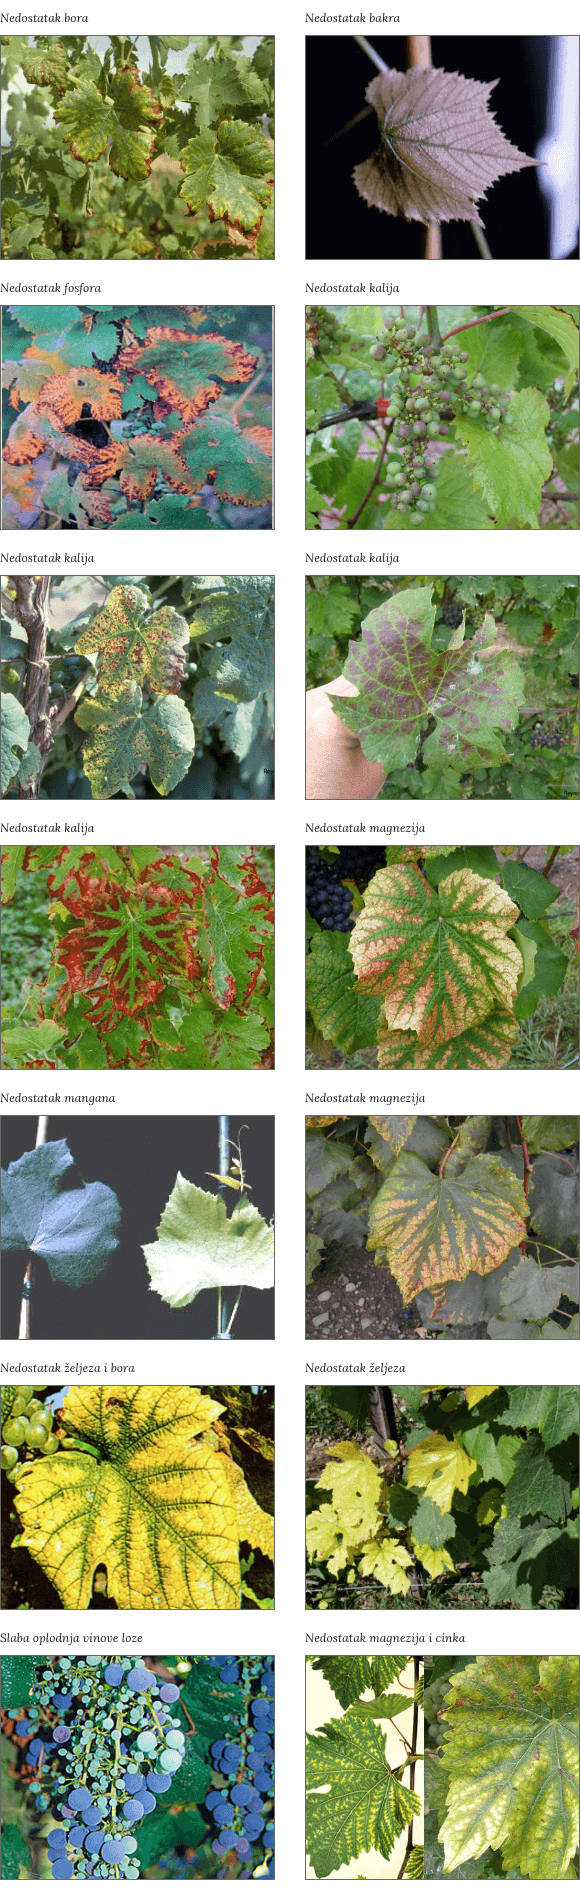 Nedostatak bora
Nedostatak bakra
Nedostatak fosfora
Nedostatak kalija
Nedostatak kalija
Nedostatak kalija
Nedostatak kalija
Nedostatak magnezija
Nedostatak mangana
Nedostatak magnezija
Nedostatak željeza i bora
Nedostatak željeza
Slaba oplodnja vinove loze
Nedostatak magnezija i cinka